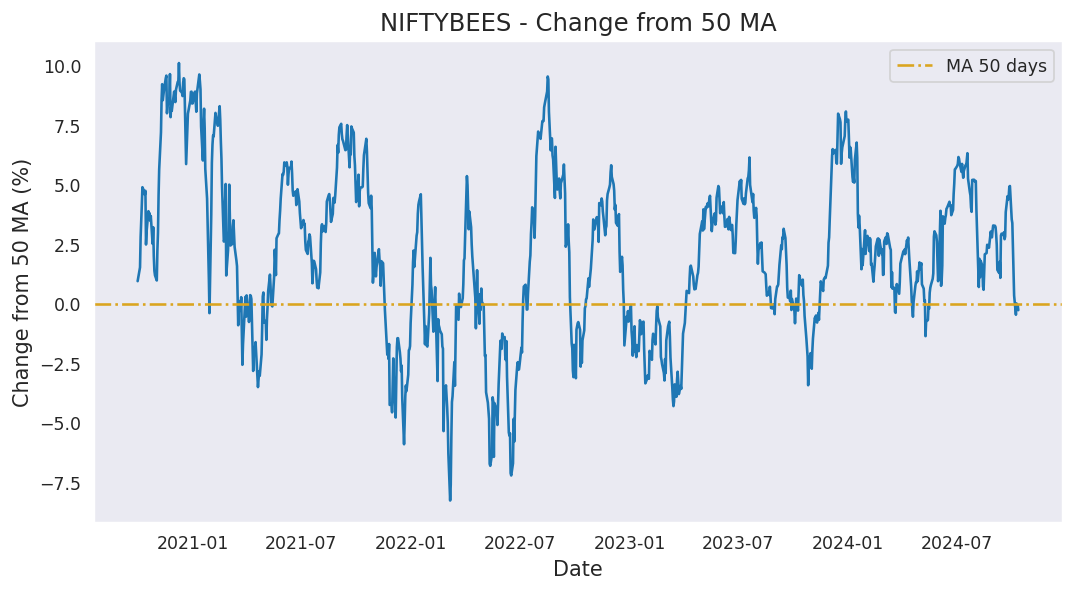 NIFTYBEES - Change from 50 MA
MA 50 days
Change from 50 MA (%)
10.0
7.5
5.0
2.5
0.0
−2.5
−5.0
−7.5
2021-01 2021-07 2022-01 2022-07 2023-01 2023-07 2024-01 2024-07
Date